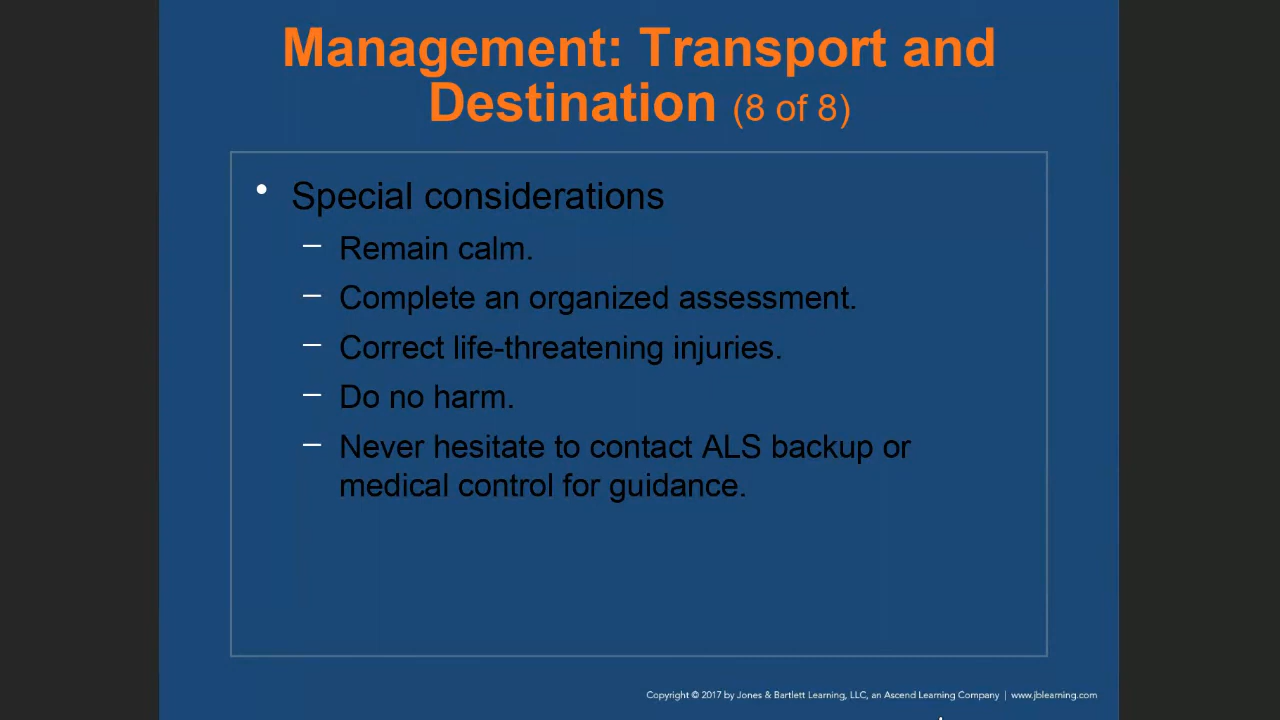 Management: Transport and
Destination (8 of 8)
• Special considerations
– Remain calm.
– Complete an organized assessment.
– Correct life-threatening injuries.
– Do no harm.
– Never hesitate to contact ALS backup or
medical control for guidance.
Copyright © 2017 by Jones & Bartlett Learning, LLC, an Ascend Learning Company | www.jblearning.com